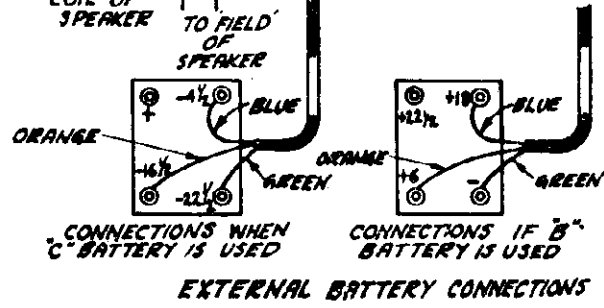 COIL OF
SPEAKER
TO FIELD
OF
SPEAKER
+
-4½
BLUE
ORANGE
-16½
-22½
GREEN
CONNECTIONS WHEN
"C" BATTERY IS USED
+22½
+18
BLUE
ORANGE
+6
-
GREEN
CONNECTIONS IF "B"
BATTERY IS USED
EXTERNAL BATTERY CONNECTIONS